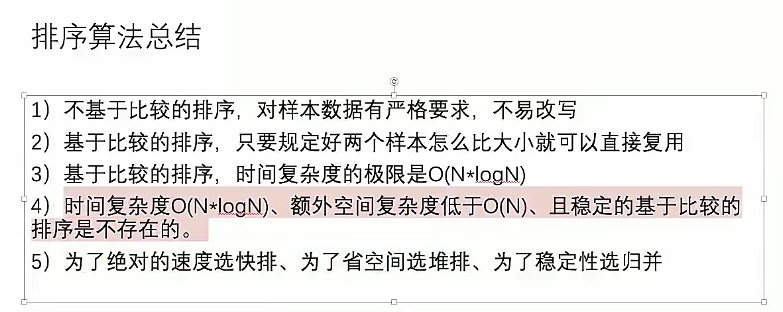 排序算法总结
1）不基于比较的排序，对样本数据有严格要求，不易改写
2）基于比较的排序，只要规定好两个样本怎么比大小就可以直接复用
3）基于比较的排序，时间复杂度的极限是O(N*logN)
4）时间复杂度O(N*logN)、额外空间复杂度低于O(N)、且稳定的基于比较的
排序是不存在的。
5）为了绝对的速度选快排、为了省空间选堆排、为了稳定性选归并